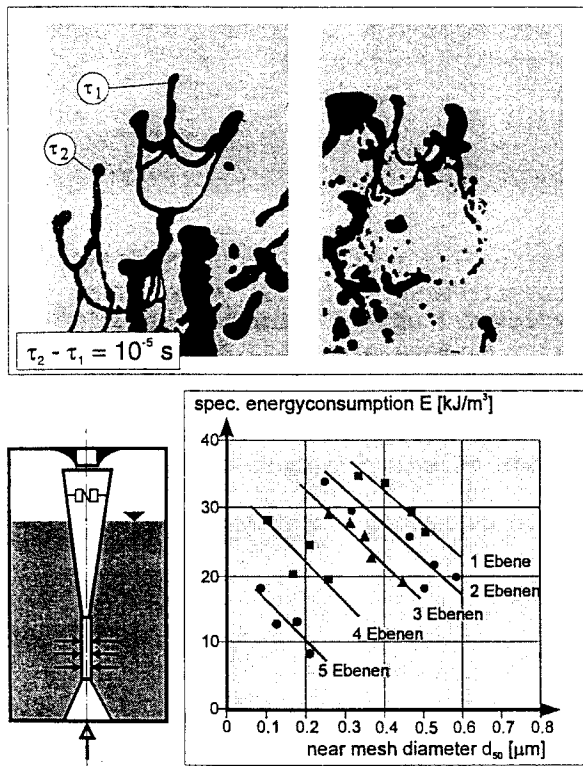 τ₁
τ₂
τ₂ - τ₁ = 10⁻⁵ s
spec. energyconsumption E [kJ/m³]
40
30
20
10
0
1 Ebene
2 Ebenen
3 Ebenen
4 Ebenen
5 Ebenen
0 0.1 0.2 0.3 0.4 0.5 0.6 0.7 0.8
near mesh diameter d₅₀ [μm]